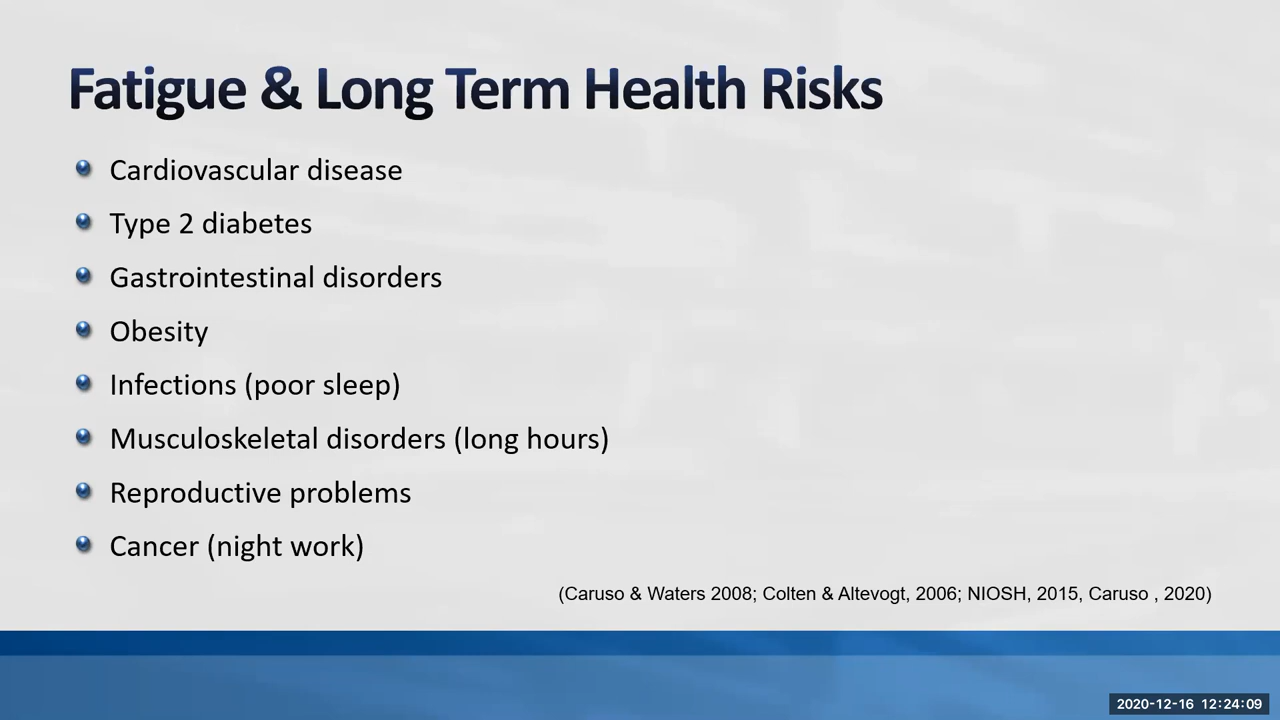 Fatigue & Long Term Health Risks
Cardiovascular disease
Type 2 diabetes
Gastrointestinal disorders
Obesity
Infections (poor sleep)
Musculoskeletal disorders (long hours)
Reproductive problems
Cancer (night work)
(Caruso & Waters 2008; Colten & Altevogt, 2006; NIOSH, 2015, Caruso , 2020)
2020-12-16 12:24:09